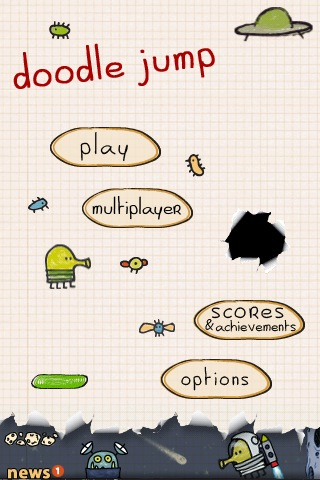 doodle jump
play
multiplayer
scores
& achievements
options
news 1